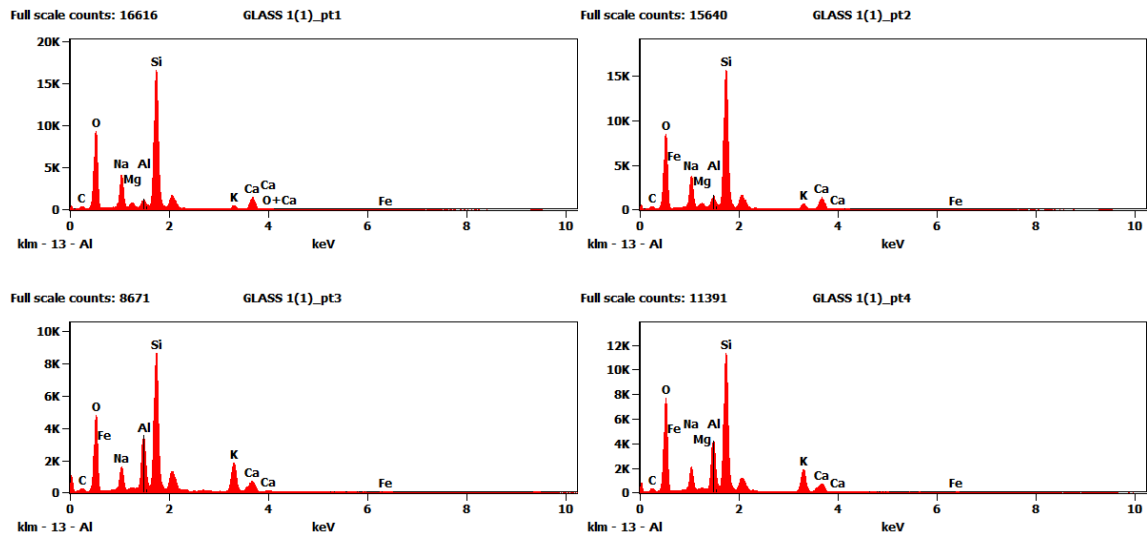 Full scale counts: 16616 GLASS 1(1)_pt1
20K
15K
10K
5K
0K
Si
O
Na
Mg
Al
C
K
Ca
Ca
O+Ca
Fe
0 2 4 6 8 10
klm - 13 - Al keV
Full scale counts: 15640 GLASS 1(1)_pt2
15K
10K
5K
0K
Si
O
Fe
Na
Mg
Al
C
K
Ca
Ca
Fe
0 2 4 6 8 10
klm - 13 - Al keV
Full scale counts: 8671 GLASS 1(1)_pt3
10K
8K
6K
4K
2K
0K
Si
O
Fe
Na
Al
C
K
Ca
Ca
Fe
0 2 4 6 8 10
klm - 13 - Al keV
Full scale counts: 11391 GLASS 1(1)_pt4
12K
10K
8K
6K
4K
2K
0K
Si
O
Fe
Na
Mg
Al
C
K
Ca
Ca
Fe
0 2 4 6 8 10
klm - 13 - Al keV